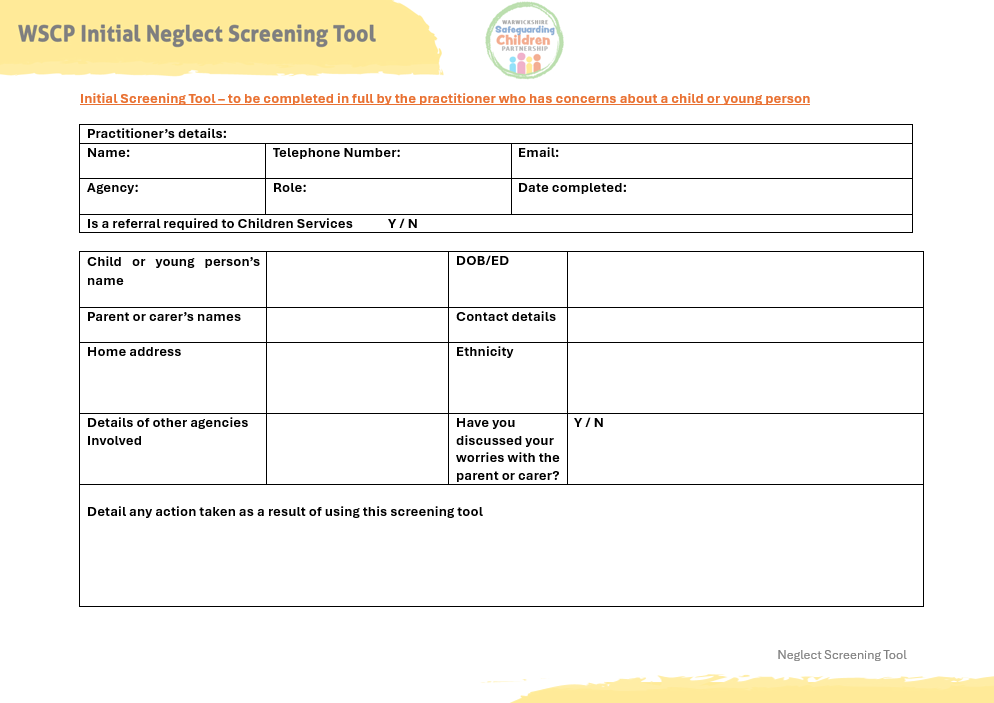 WSCP Initial Neglect Screening Tool
WARWICKSHIRE
Safeguarding
Children
PARTNERSHIP
Initial Screening Tool – to be completed in full by the practitioner who has concerns about a child or young person
Practitioner's details:
Name: Telephone Number: Email:
Agency: Role: Date completed:
Is a referral required to Children Services Y / N
Child or young person's name DOB/ED
Parent or carer's names Contact details
Home address Ethnicity
Details of other agencies Involved
Have you discussed your worries with the parent or carer? Y / N
Detail any action taken as a result of using this screening tool
Neglect Screening Tool